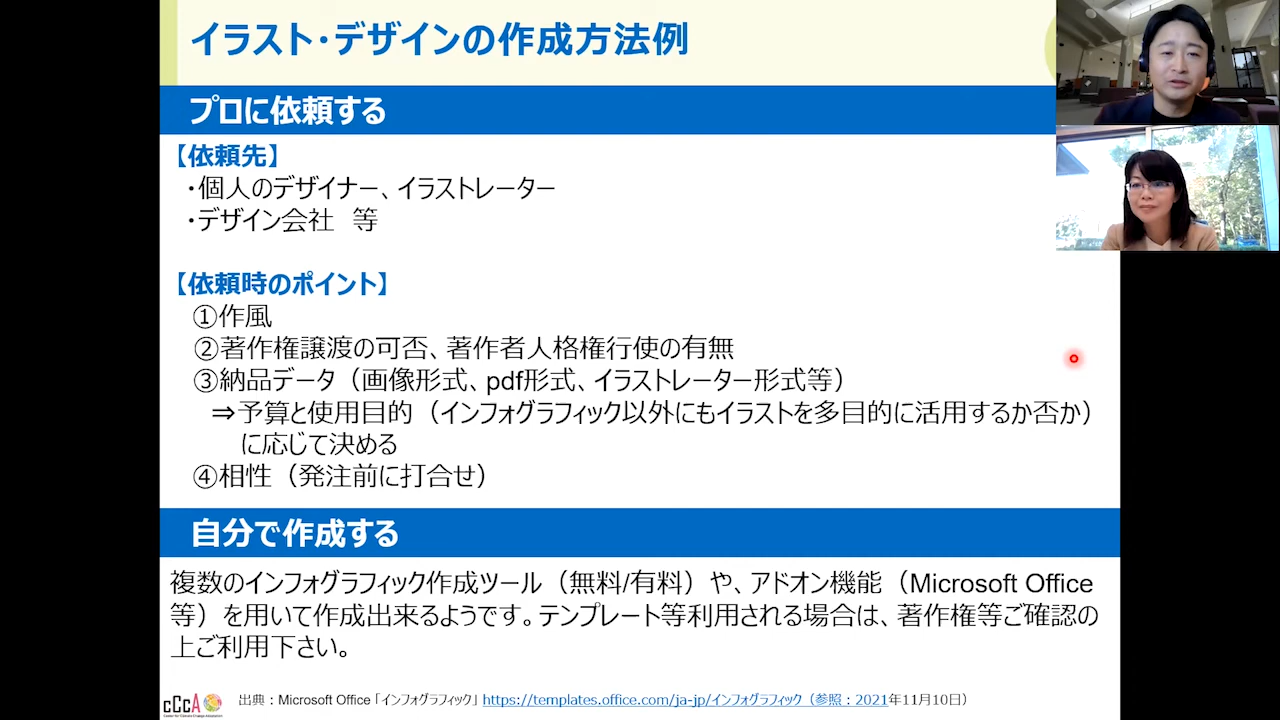 イラスト・デザインの作成方法例
プロに依頼する
【依頼先】
・個人のデザイナー、イラストレーター
・デザイン会社　等
【依頼時のポイント】
①作風
②著作権譲渡の可否、著作者人格権行使の有無
③納品データ（画像形式、pdf形式、イラストレーター形式等）
⇒予算と使用目的（インフォグラフィック以外にもイラストを多目的に活用するか否か）
に応じて決める
④相性（発注前に打合せ）
自分で作成する
複数のインフォグラフィック作成ツール（無料/有料）や、アドオン機能（Microsoft Office
等）を用いて作成出来るようです。テンプレート等利用される場合は、著作権等ご確認の
上ご利用下さい。
cCcA
Center for Climate Change Adaptation
出典：Microsoft Office「インフォグラフィック」https://templates.office.com/ja-jp/インフォグラフィック（参照：2021年11月10日）